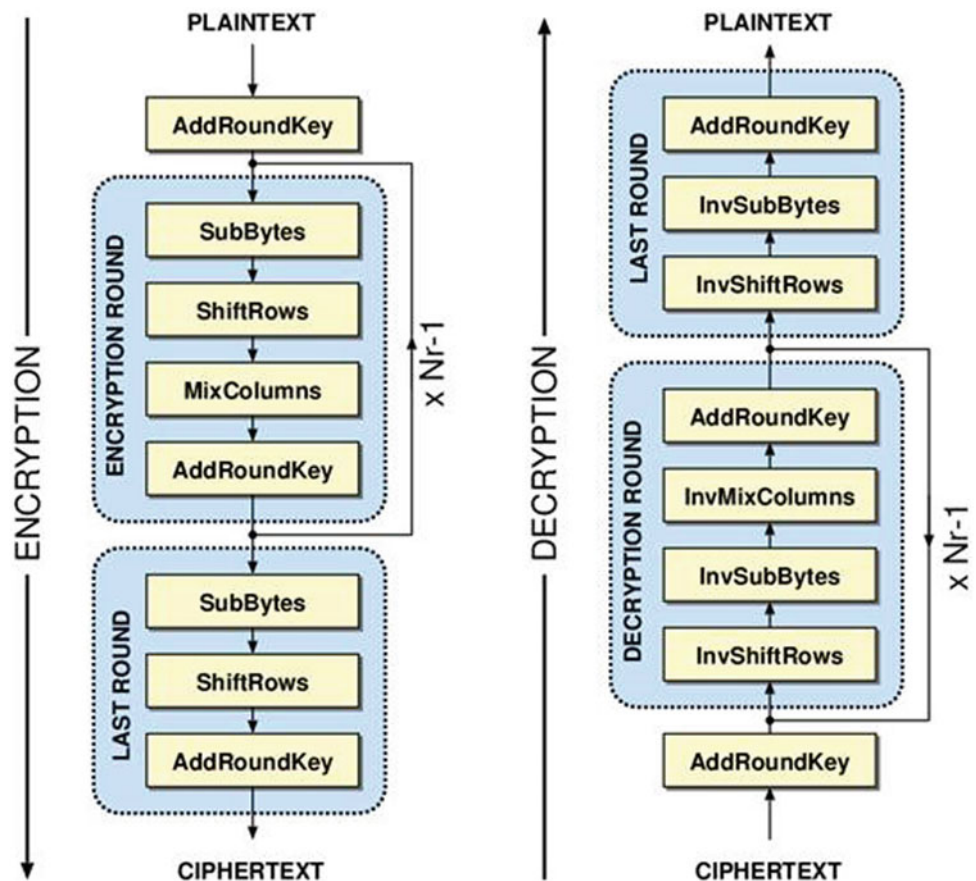 PLAINTEXT
AddRoundKey
SubBytes
ShiftRows
MixColumns
AddRoundKey
ENCRYPTION ROUND
x Nr-1
SubBytes
ShiftRows
AddRoundKey
LAST ROUND
CIPHERTEXT
ENCRYPTION
PLAINTEXT
AddRoundKey
InvSubBytes
InvShiftRows
LAST ROUND
AddRoundKey
InvMixColumns
InvSubBytes
InvShiftRows
DECRYPTION ROUND
x Nr-1
AddRoundKey
CIPHERTEXT
DECRYPTION